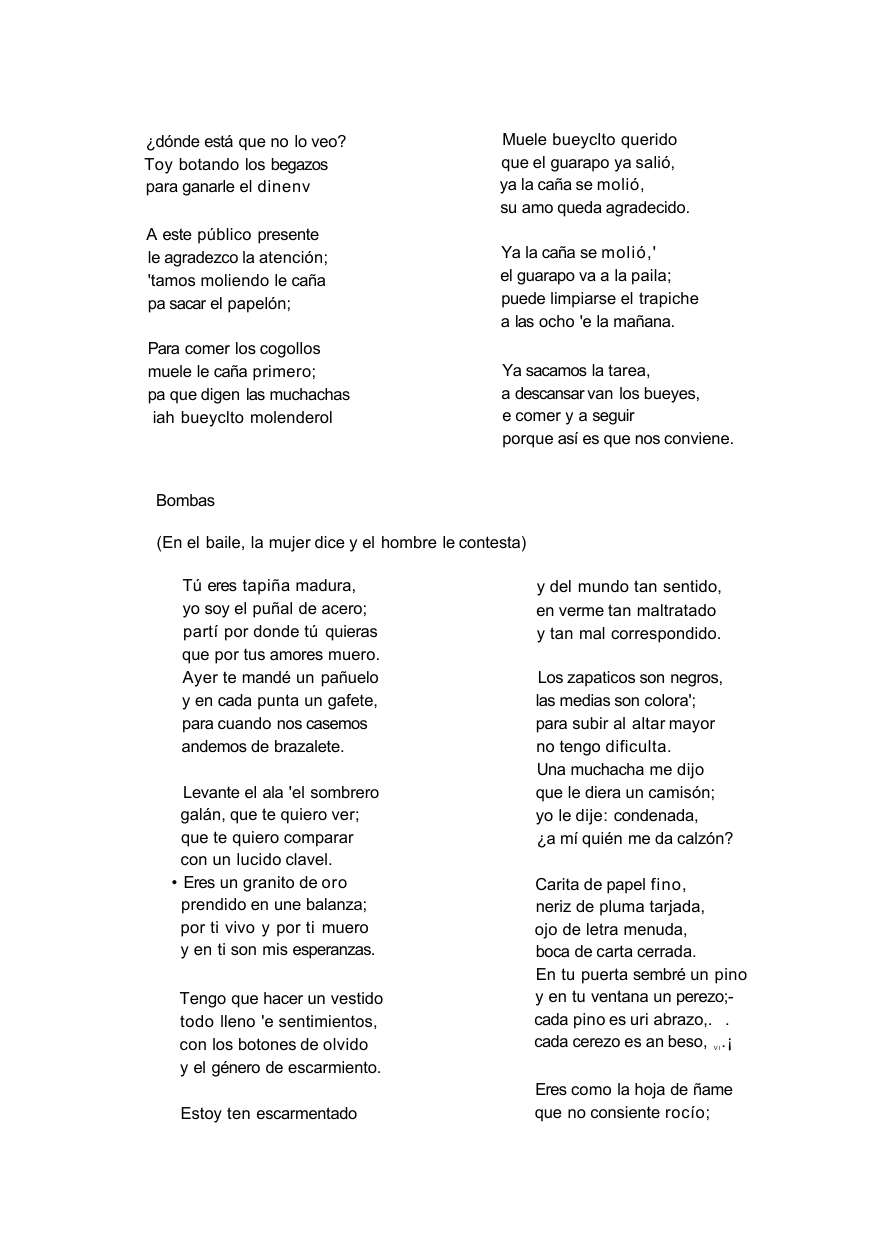 ¿dónde está que no lo veo?
Toy botando los begazos
para ganarle el dinenv

A este público presente
le agradezco la atención;
'tamos moliendo le caña
pa sacar el papelón;

Para comer los cogollos
muele le caña primero;
pa que digen las muchachas
iah bueyclto molenderol

Muele bueyclto querido
que el guarapo ya salió,
ya la caña se molió,
su amo queda agradecido.

Ya la caña se molió,'
el guarapo va a la paila;
puede limpiarse el trapiche
a las ocho 'e la mañana.

Ya sacamos la tarea,
a descansar van los bueyes,
e comer y a seguir
porque así es que nos conviene.

Bombas

(En el baile, la mujer dice y el hombre le contesta)

Tú eres tapiña madura,
yo soy el puñal de acero;
partí por donde tú quieras
que por tus amores muero.
Ayer te mandé un pañuelo
y en cada punta un gafete,
para cuando nos casemos
andemos de brazalete.

Levante el ala 'el sombrero
galán, que te quiero ver;
que te quiero comparar
con un lucido clavel.
• Eres un granito de oro
prendido en une balanza;
por ti vivo y por ti muero
y en ti son mis esperanzas.

Tengo que hacer un vestido
todo lleno 'e sentimientos,
con los botones de olvido
y el género de escarmiento.

Estoy ten escarmentado

y del mundo tan sentido,
en verme tan maltratado
y tan mal correspondido.

Los zapaticos son negros,
las medias son colora';
para subir al altar mayor
no tengo dificulta.
Una muchacha me dijo
que le diera un camisón;
yo le dije: condenada,
¿a mí quién me da calzón?

Carita de papel fino,
neriz de pluma tarjada,
ojo de letra menuda,
boca de carta cerrada.
En tu puerta sembré un pino
y en tu ventana un perezo;-
cada pino es uri abrazo,. .
cada cerezo es an beso, vi.¡

Eres como la hoja de ñame
que no consiente rocío;